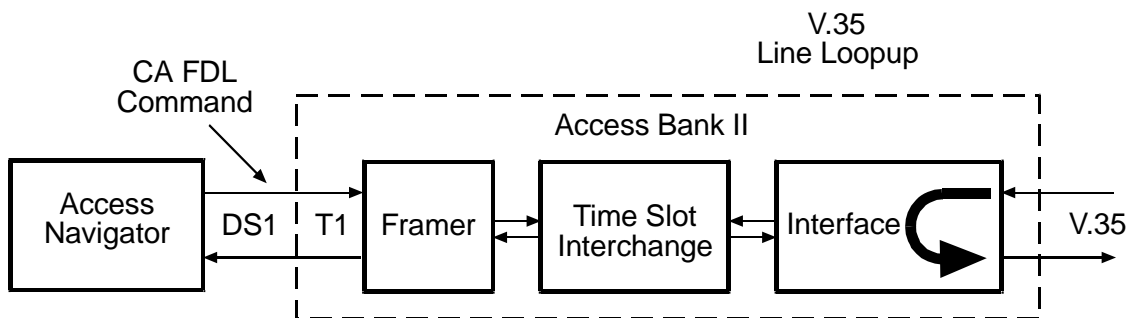 V.35
Line Loopup
CA FDL
Command
Access Bank II
Access
Navigator
DS1
T1
Framer
Time Slot
Interchange
Interface
V.35